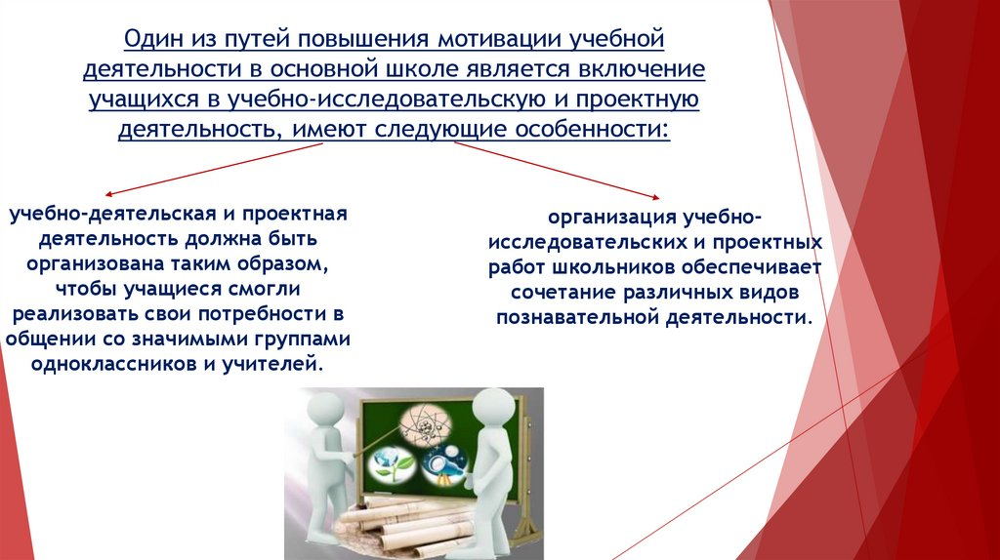 Один из путей повышения мотивации учебной
деятельности в основной школе является включение
учащихся в учебно-исследовательскую и проектную
деятельность, имеют следующие особенности:
учебно-деятельская и проектная
деятельность должна быть
организована таким образом,
чтобы учащиеся смогли
реализовать свои потребности в
общении со значимыми группами
одноклассников и учителей.
организация учебно-
исследовательских и проектных
работ школьников обеспечивает
сочетание различных видов
познавательной деятельности.